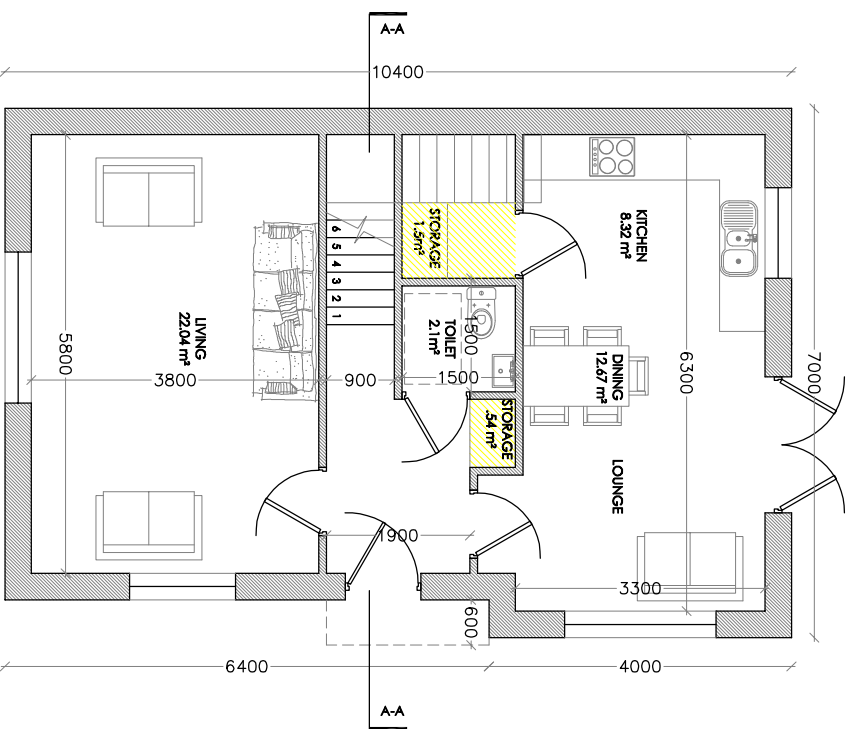 A-A
10400
STORAGE
1.5m²
KITCHEN
8.32 m²
6
5
4
3
2
1
LIVING
22.04 m²
5800
3800
900
TOILET
2.1m²
1500
1500
DINING
12.67 m²
6300
7000
STORAGE
.54 m²
LOUNGE
1900
3300
600
6400
4000
A-A